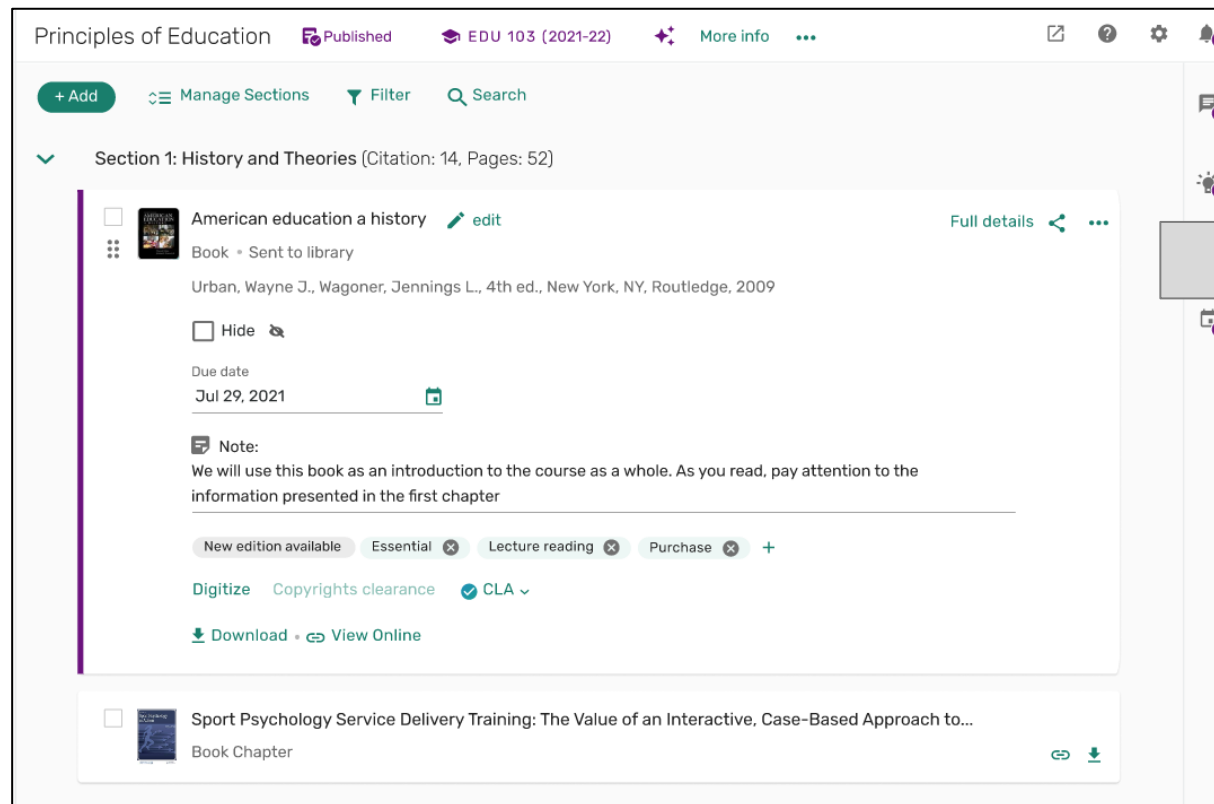 Principles of Education Published EDU 103 (2021-22) More info
+ Add Manage Sections Filter Search
Section 1: History and Theories (Citation: 14, Pages: 52)
American education a history edit Full details
Book • Sent to library
Urban, Wayne J., Wagoner, Jennings L., 4th ed., New York, NY, Routledge, 2009
Hide
Due date
Jul 29, 2021
Note:
We will use this book as an introduction to the course as a whole. As you read, pay attention to the
information presented in the first chapter
New edition available Essential Lecture reading Purchase +
Digitize Copyrights clearance CLA
Download • View Online
Sport Psychology Service Delivery Training: The Value of an Interactive, Case-Based Approach to...
Book Chapter